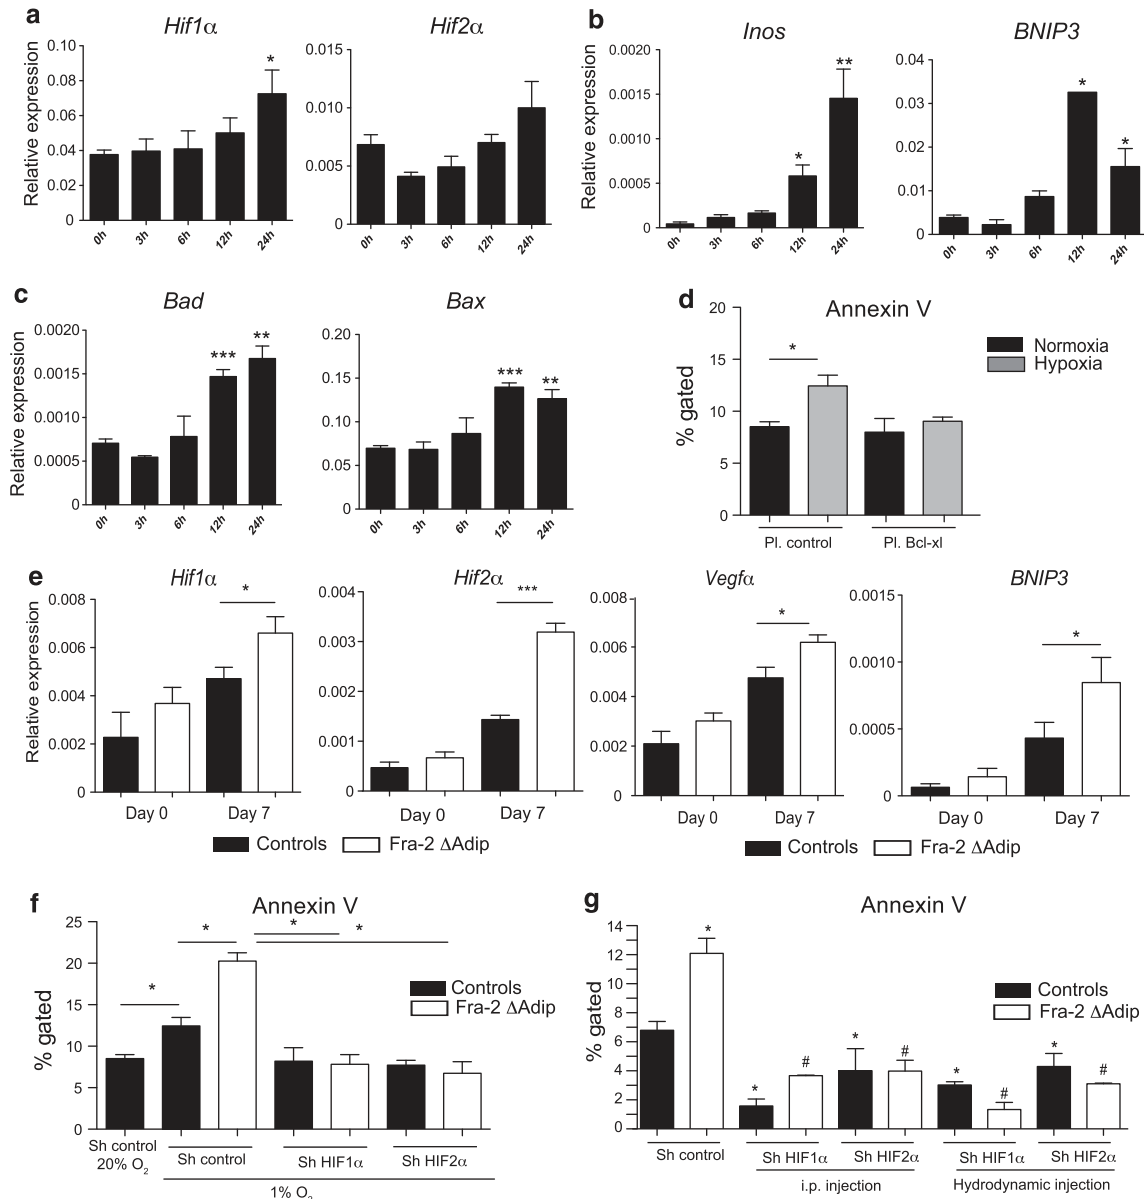 a
Hif1α
Hif2α
b
Inos
BNIP3
Relative expression
0.10
0.08
0.06
0.04
0.02
0
0h 3h 6h 12h 24h
*
0.015
0.010
0.005
0
0h 3h 6h 12h 24h
Relative expression
0.0020
0.0015
0.0010
0.0005
0
0h 3h 6h 12h 24h
* **
0.04
0.03
0.02
0.01
0
0h 3h 6h 12h 24h
* *
c
Bad
Bax
Relative expression
0.0020
0.0015
0.0010
0.0005
0
0h 3h 6h 12h 24h
*** **
0.20
0.15
0.10
0.05
0
0h 3h 6h 12h 24h
*** **
d
Annexin V
% gated
20
15
10
5
0
*
Pl. control Pl. Bcl-xl
Normoxia
Hypoxia
e
Hif1α
Hif2α
Vegfα
BNIP3
Relative expression
0.008
0.006
0.004
0.002
0
*
Day 0 Day 7
0.004
0.003
0.002
0.001
0
***
Day 0 Day 7
0.008
0.006
0.004
0.002
0
*
Day 0 Day 7
0.0015
0.0010
0.0005
0
*
Day 0 Day 7
Controls Fra-2 ΔAdip
Controls Fra-2 ΔAdip
f
Annexin V
% gated
25
20
15
10
5
0
* * * *
Controls
Fra-2 ΔAdip
Sh control
20% O2
Sh control Sh HIF1α Sh HIF2α
1% O2
g
Annexin V
% gated
14
12
10
8
6
4
2
0
* * # * # * # * #
Controls
Fra-2 ΔAdip
Sh control Sh HIF1α Sh HIF2α Sh HIF1α Sh HIF2α
i.p. injection Hydrodynamic injection